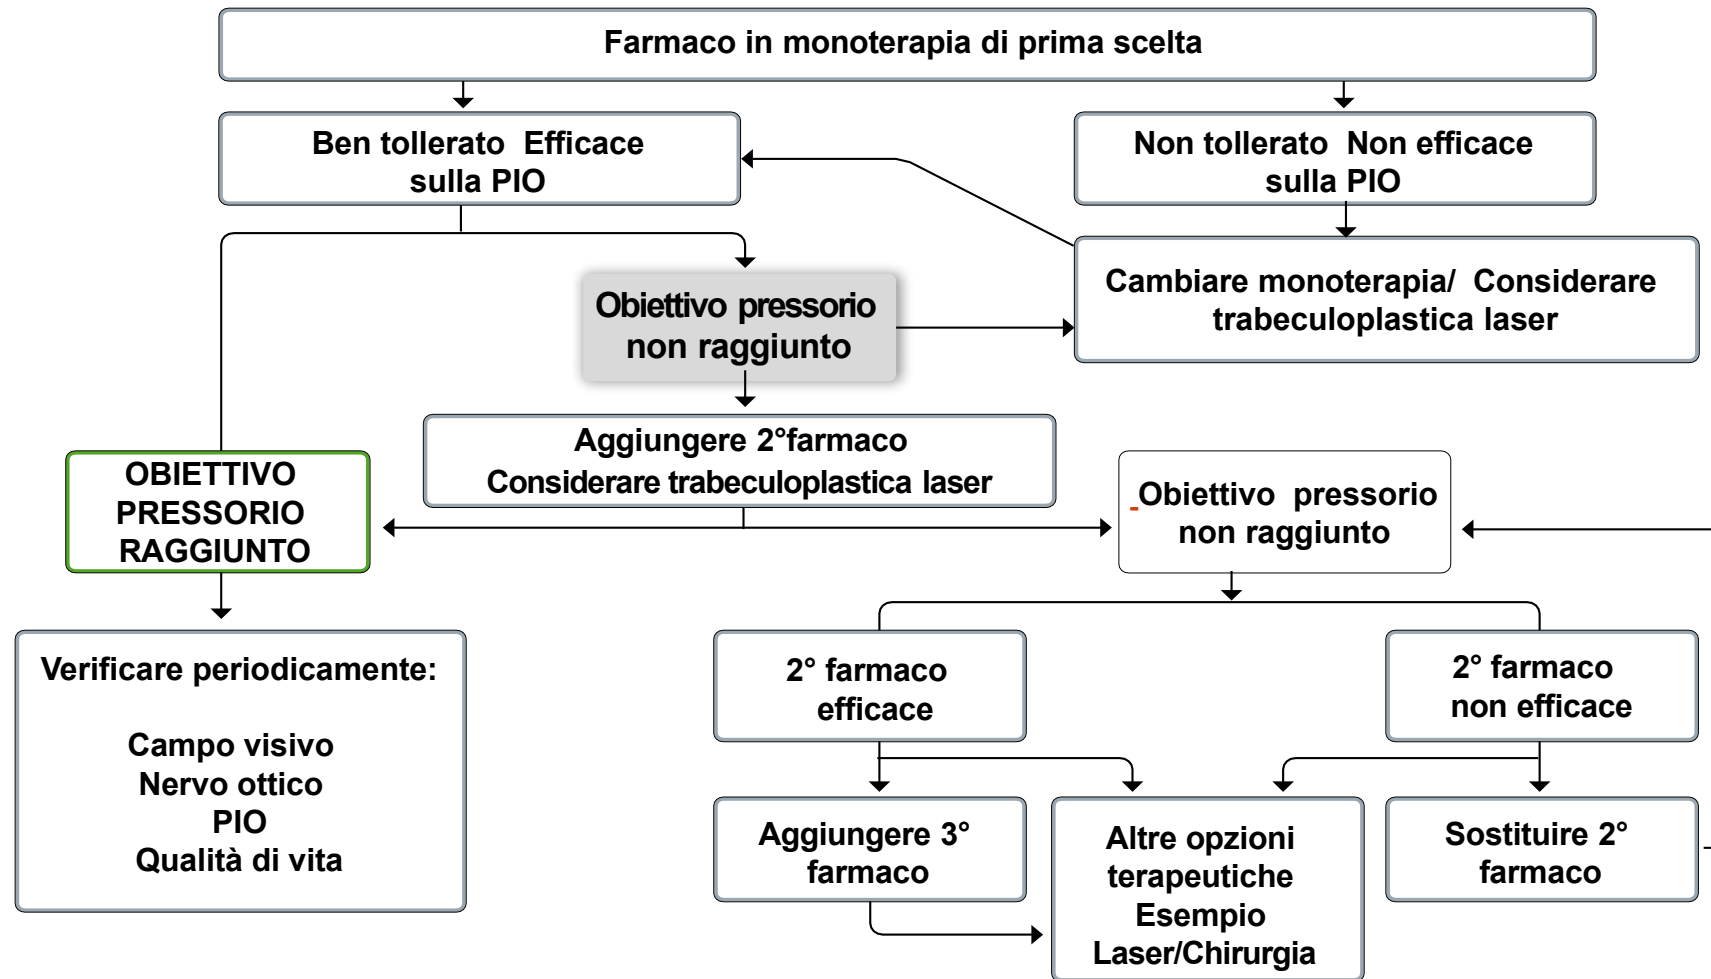 Farmaco in monoterapia di prima scelta
Ben tollerato Efficace
sulla PIO
Non tollerato Non efficace
sulla PIO
Cambiare monoterapia/ Considerare
trabeculoplastica laser
Obiettivo pressorio
non raggiunto
Aggiungere 2°farmaco
Considerare trabeculoplastica laser
OBIETTIVO
PRESSORIO
RAGGIUNTO
Obiettivo pressorio
non raggiunto
Verificare periodicamente:
Campo visivo
Nervo ottico
PIO
Qualità di vita
2° farmaco
efficace
2° farmaco
non efficace
Aggiungere 3°
farmaco
Altre opzioni
terapeutiche
Esempio
Laser/Chirurgia
Sostituire 2°
farmaco